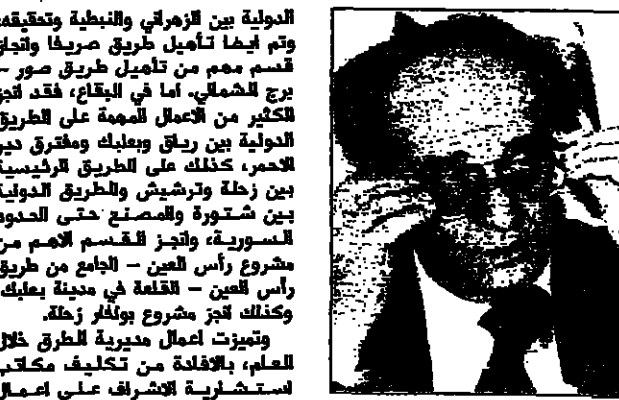 الدولية بين الزهراني والنبطية وتحقيقه،
وتم ايضا تأهيل طريق صريفا وانجاز
قسم مهم من تأهيل طريق صور –
برج الشمالي. اما في البقاع، فقد انجز
الكثير من الاعمال المهمة على الطريق
الدولية بين رياق وبعلبك ومفترق دير
الاحمر، كذلك على الطريق الرئيسية
بين زحلة وترشيش والطريق الدولية
بين شتورة والمصنع حتى الحدود
السورية، وانجز القسم الاهم من
مشروع رأس العين – الجامع من طريق
رأس العين – القلعة في مدينة بعلبك،
وكذلك انجز مشروع بولفار زحلة.
وتميزت اعمال مديرية الطرق خلال
العام، بالافادة من تكليف مكاتب
استشارية الاشراف على اعمال